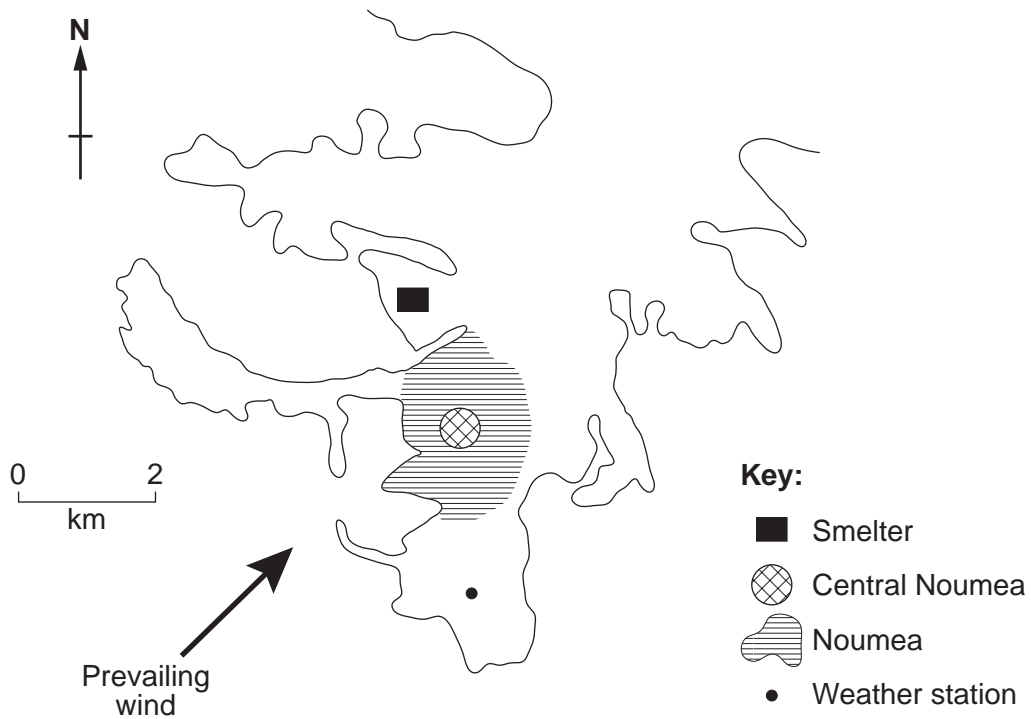 N
0 2
km
Prevailing
wind
Key:
Smelter
Central Noumea
Noumea
Weather station